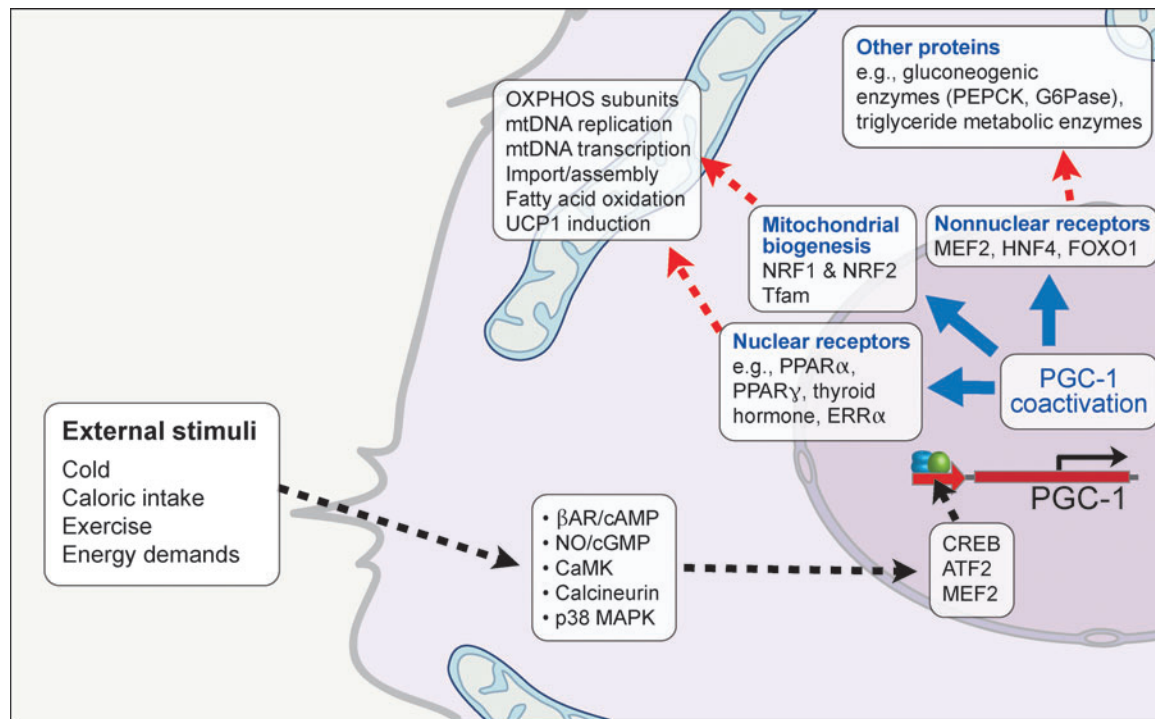 Other proteins
e.g., gluconeogenic
enzymes (PEPCK, G6Pase),
triglyceride metabolic enzymes
OXPHOS subunits
mtDNA replication
mtDNA transcription
Import/assembly
Fatty acid oxidation
UCP1 induction
Mitochondrial
biogenesis
NRF1 & NRF2
Tfam
Nonnuclear receptors
MEF2, HNF4, FOXO1
Nuclear receptors
e.g., PPARα,
PPARγ, thyroid
hormone, ERRα
PGC-1
coactivation
External stimuli
Cold
Caloric intake
Exercise
Energy demands
• βAR/cAMP
• NO/cGMP
• CaMK
• Calcineurin
• p38 MAPK
PGC-1
CREB
ATF2
MEF2